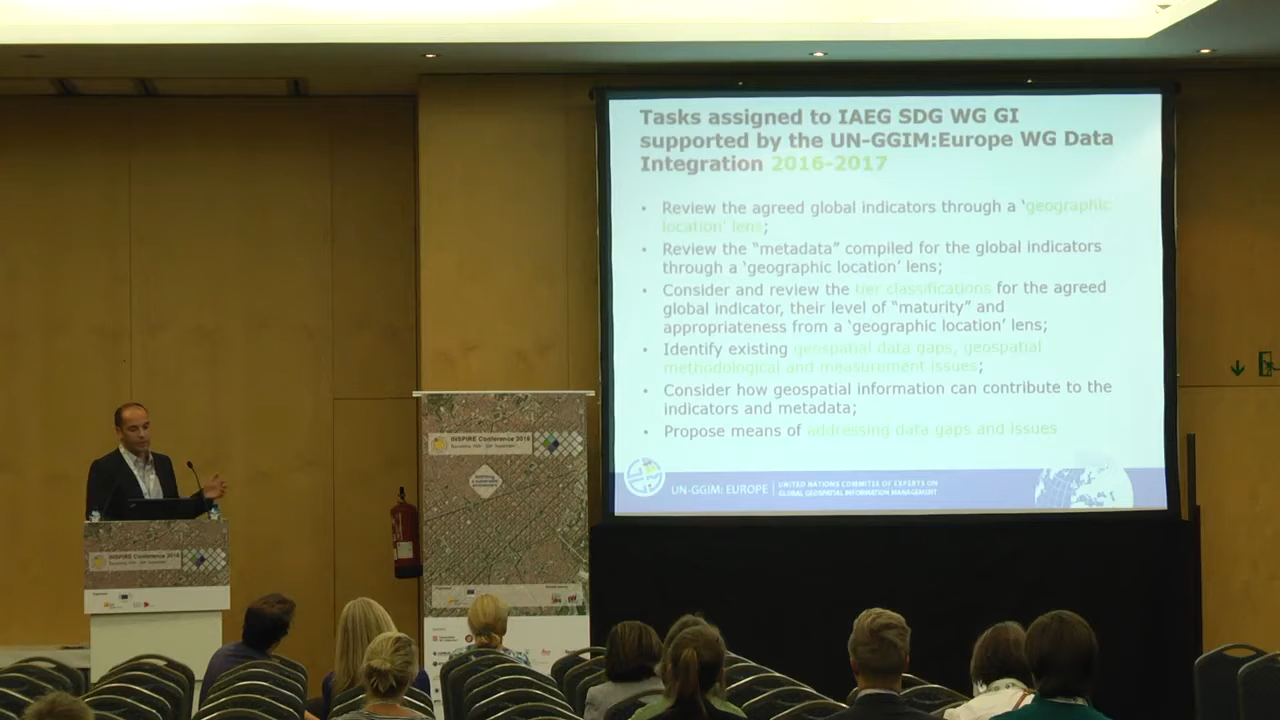 Tasks assigned to IAEG SDG WG GI
supported by the UN-GGIM:Europe WG Data
Integration 2016-2017
• Review the agreed global indicators through a ‘geographic
location’ lens;
• Review the “metadata” compiled for the global indicators
through a ‘geographic location’ lens;
• Consider and review the tier classifications for the agreed
global indicator, their level of “maturity” and
appropriateness from a ‘geographic location’ lens;
• Identify existing geospatial data gaps, geospatial
methodological and measurement issues;
• Consider how geospatial information can contribute to the
indicators and metadata;
• Propose means of addressing data gaps and issues
UN-GGIM: EUROPE
UNITED NATIONS COMMITTEE OF EXPERTS ON
GLOBAL GEOSPATIAL INFORMATION MANAGEMENT
INSPIRE Conference 2016
INSPIRE Conference 2016